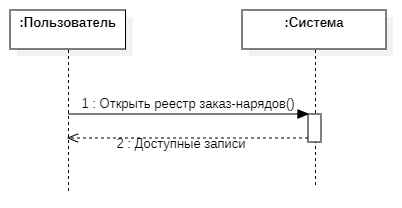 :Пользователь
:Система
1 : Открыть реестр заказ-нарядов()
2 : Доступные записи